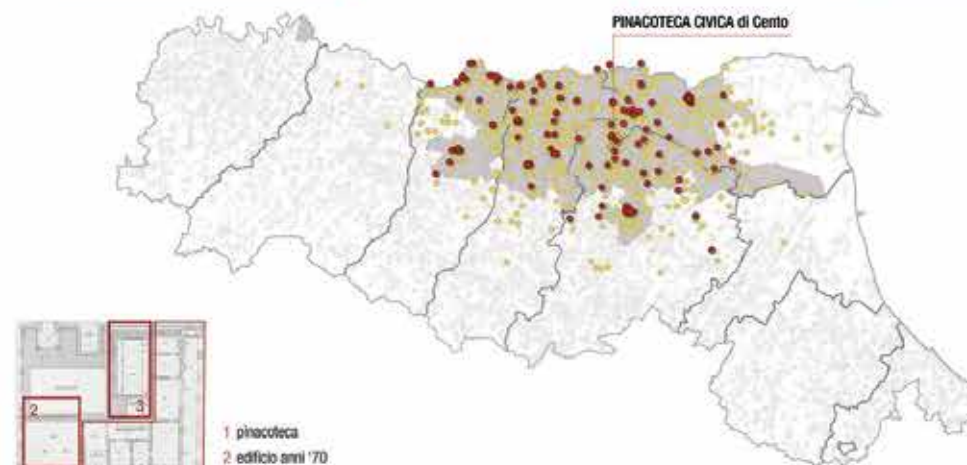 PINACOTECA CIVICA di Cento
2
3
1 pinacoteca
2 edificio anni '70